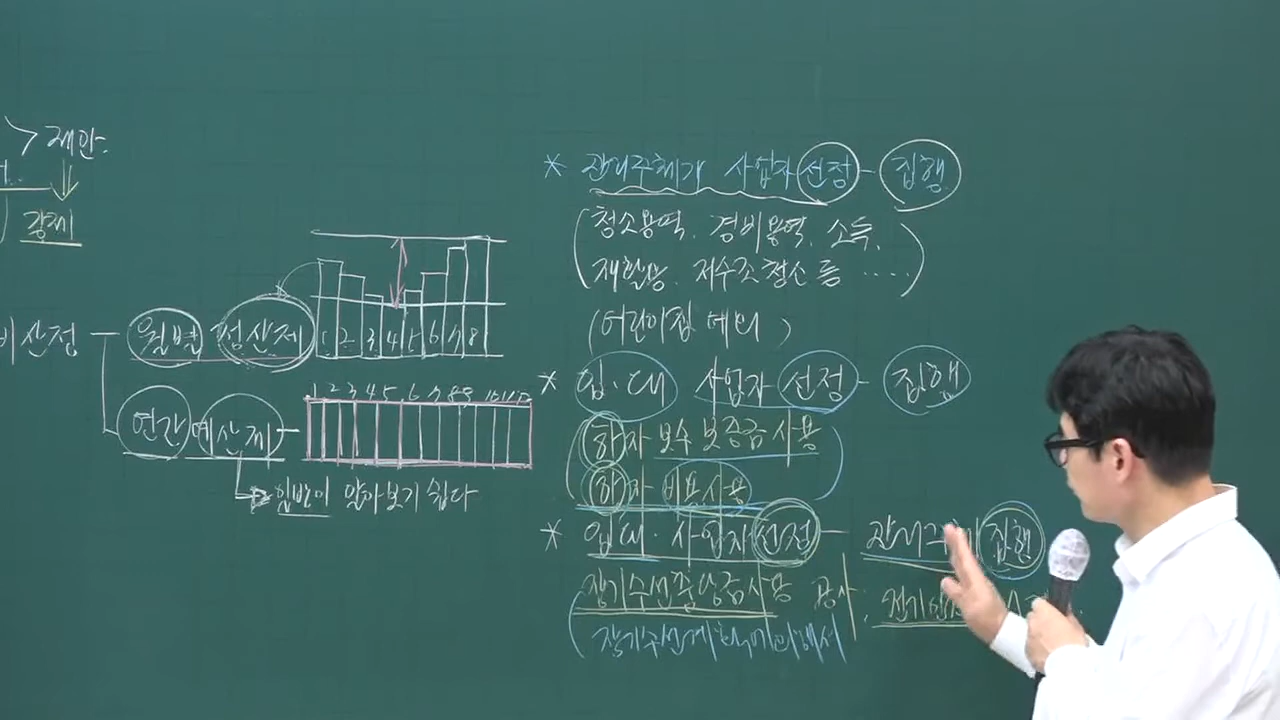 > 제안.
강제
비산정 - 월별 정산제
1 2 3 4 5 6 7 8
연간 예산제
1 2 3 4 5 6 7 8 9 10 11 12
일반인 알아보기 쉽다
* 관리주체가 사업자 선정 - 집행
(청소용역. 경비용역. 소독.
재활용. 저수조청소 등 .....)
(어린이집 예외)
* 입.대 사업자 선정 - 집행
하자 보수 보증금 사용
하자 비용 사용
* 입대. 사업자 선정 - 관리주체 집행
장기수선충당금 사용 공사.
(장기수선계획에 의해서